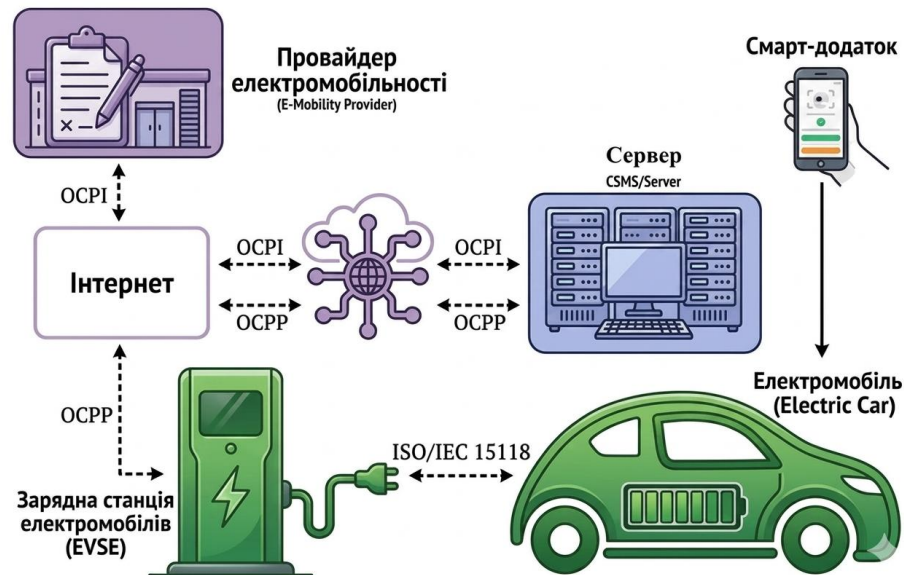 Провайдер
електромобільності
(E-Mobility Provider)
Смарт-додаток
Сервер
CSMS/Server
OCPI
Інтернет
OCPI
OCPP
OCPI
OCPP
OCPP
Електромобіль
(Electric Car)
ISO/IEC 15118
Зарядна станція
електромобілів
(EVSE)